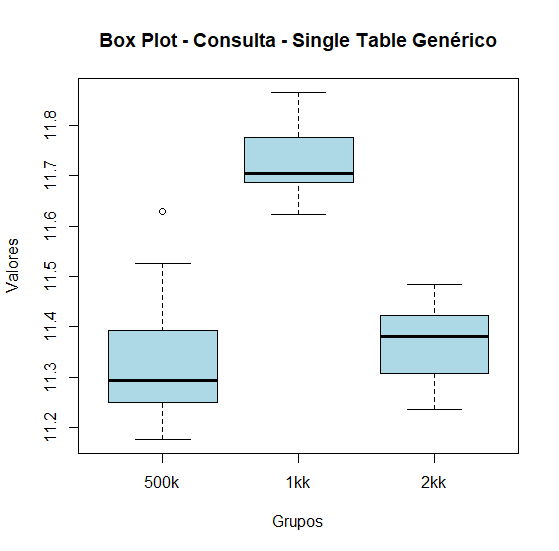 Box Plot - Consulta - Single Table Genérico
Valores
11.8
11.7
11.6
11.5
11.4
11.3
11.2
500k
1kk
2kk
Grupos